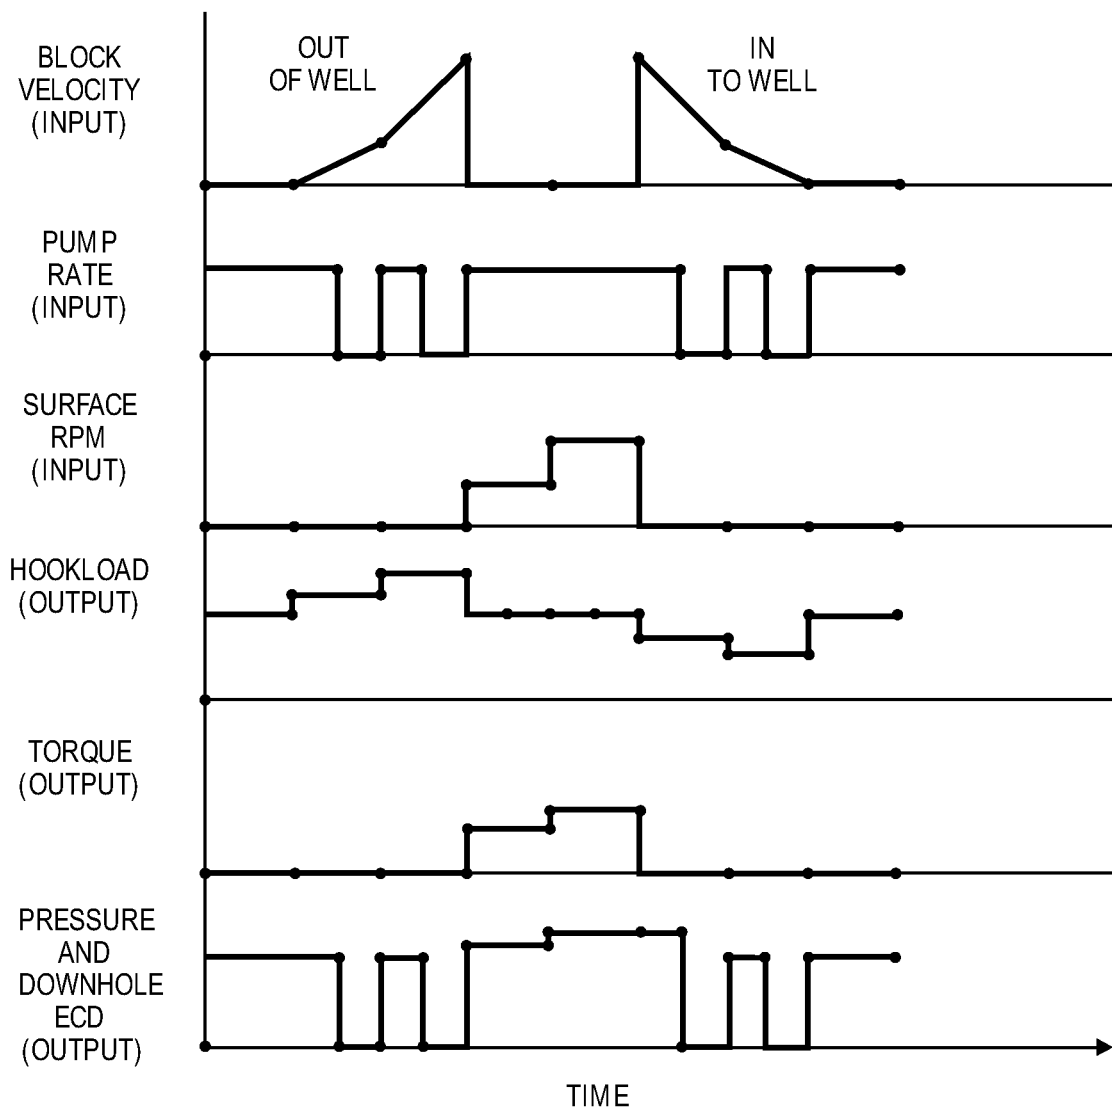 BLOCK
VELOCITY
(INPUT)
OUT
OF WELL
IN
TO WELL
PUMP
RATE
(INPUT)
SURFACE
RPM
(INPUT)
HOOKLOAD
(OUTPUT)
TORQUE
(OUTPUT)
PRESSURE
AND
DOWNHOLE
ECD
(OUTPUT)
TIME